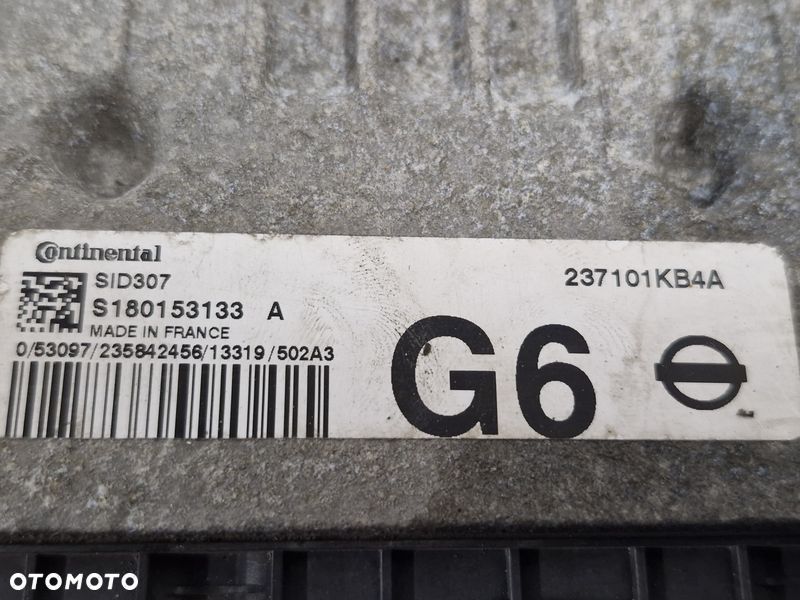 Continental
SID307
S180153133 A
MADE IN FRANCE
0/53097/235842456/13319/502A3
237101KB4A
G6
OTOMOTO